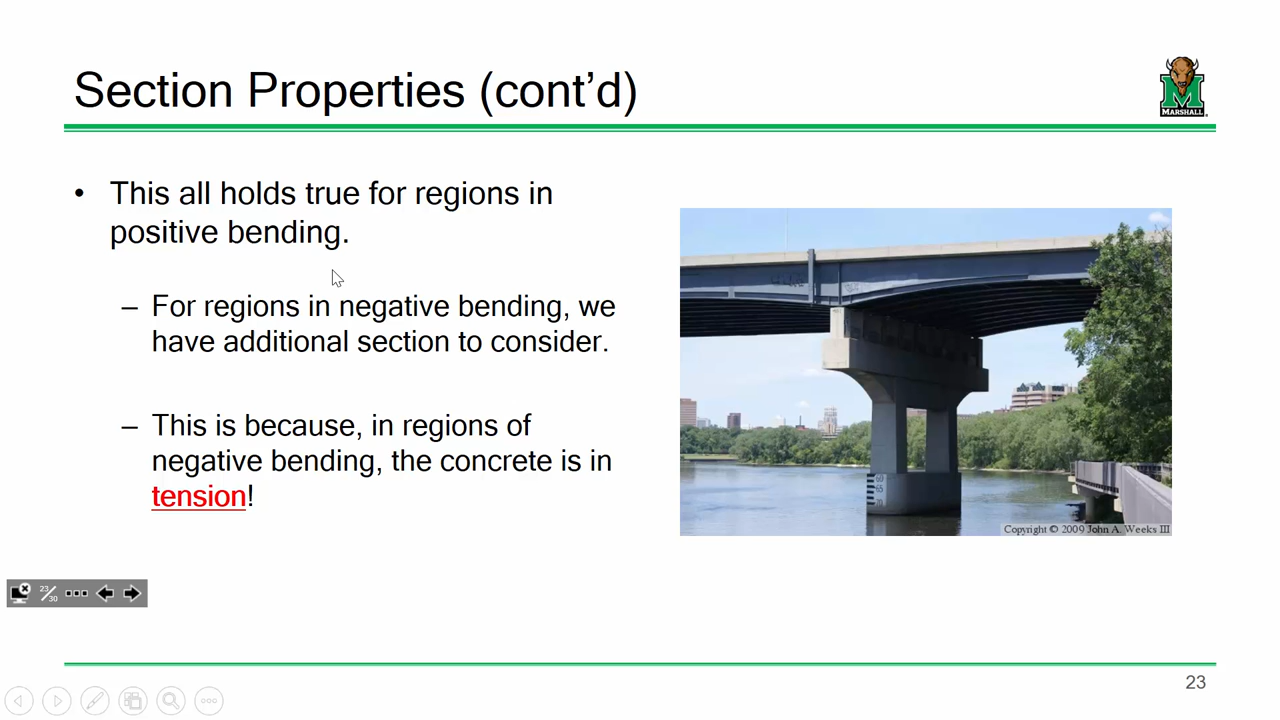 Section Properties (cont’d)
MARSHALL
• This all holds true for regions in
positive bending.
– For regions in negative bending, we
have additional section to consider.
– This is because, in regions of
negative bending, the concrete is in
tension!
Copyright © 2009 John A. Weeks III
23/30
23